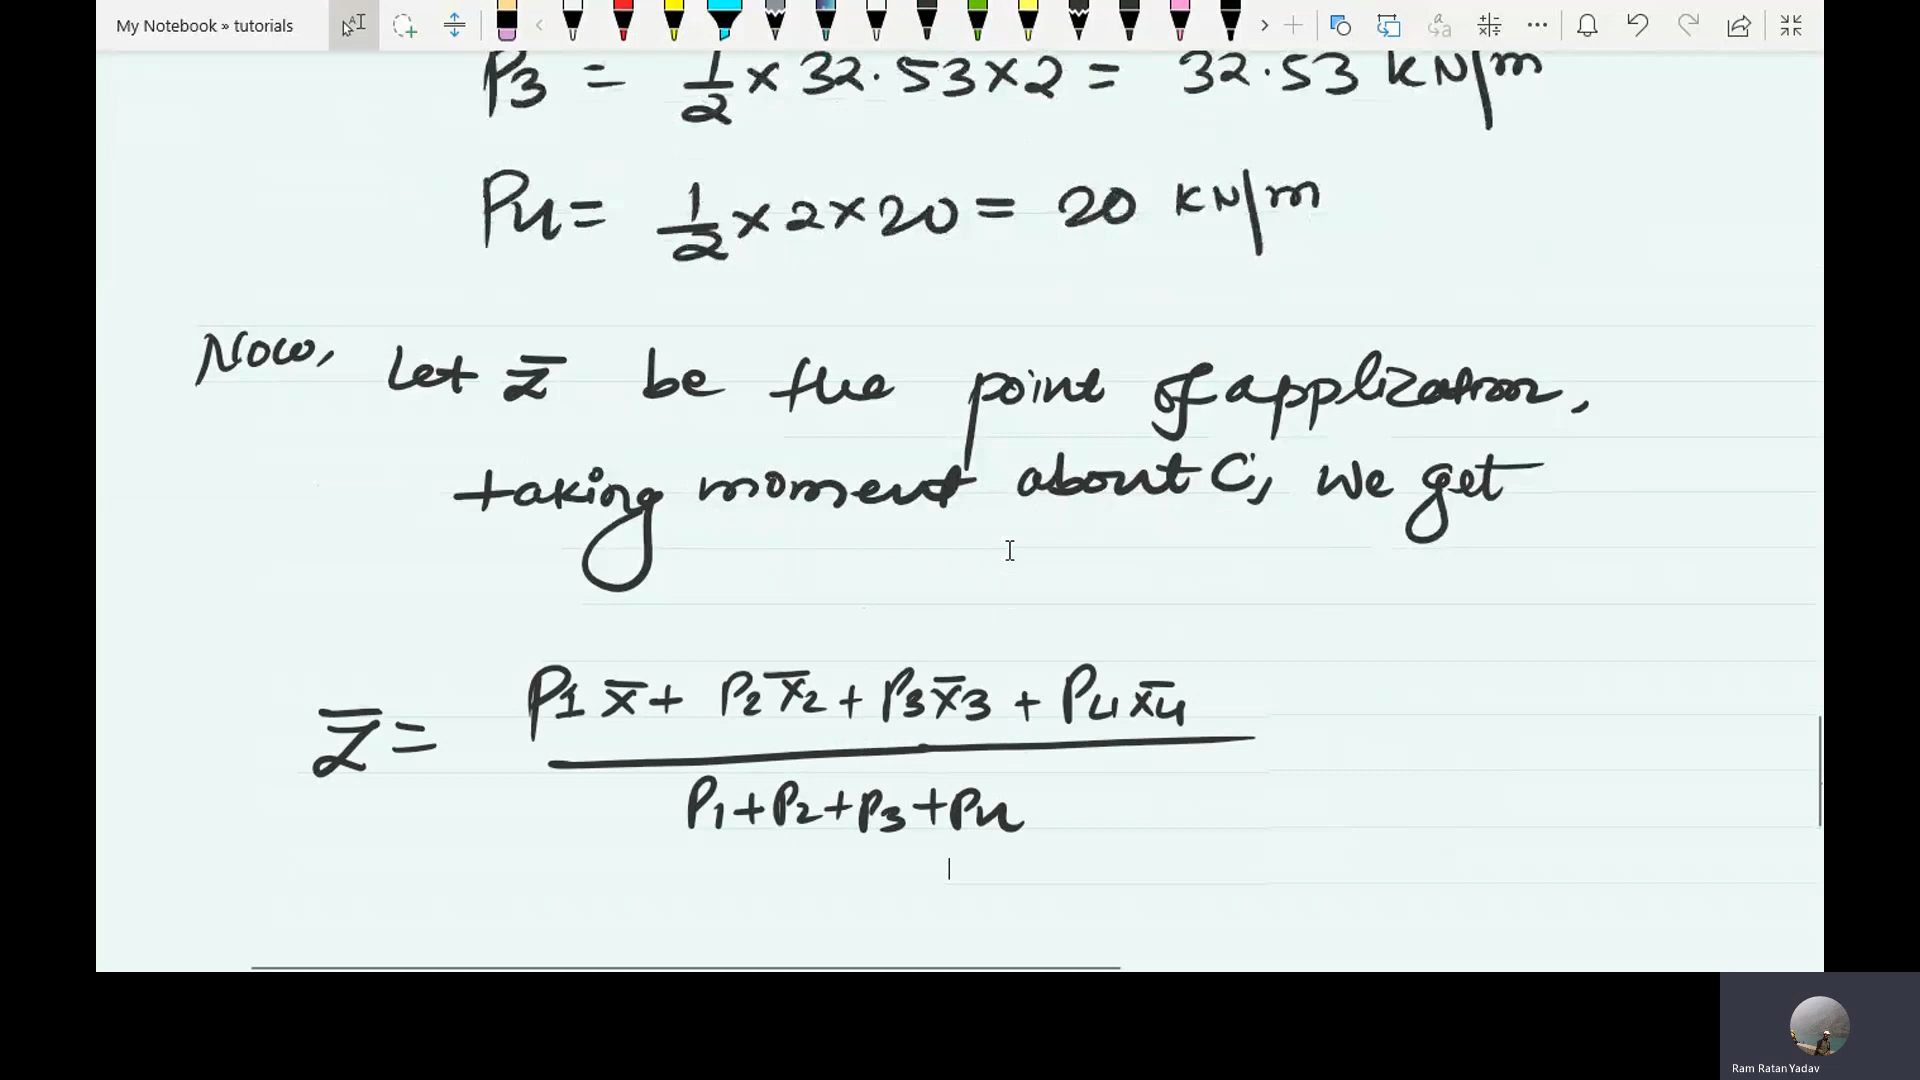 My Notebook » tutorials
P3 = 1/2 x 32.53 x 2 = 32.53 KN/m
P4 = 1/2 x 2 x 20 = 20 KN/m
Now, Let z̅ be the point of application,
taking moment about C, we get
z̅ = (P1 x̅ + P2 x̅2 + P3 x̅3 + P4 x̅4) / (P1 + P2 + P3 + P4)
Ram Ratan Yadav